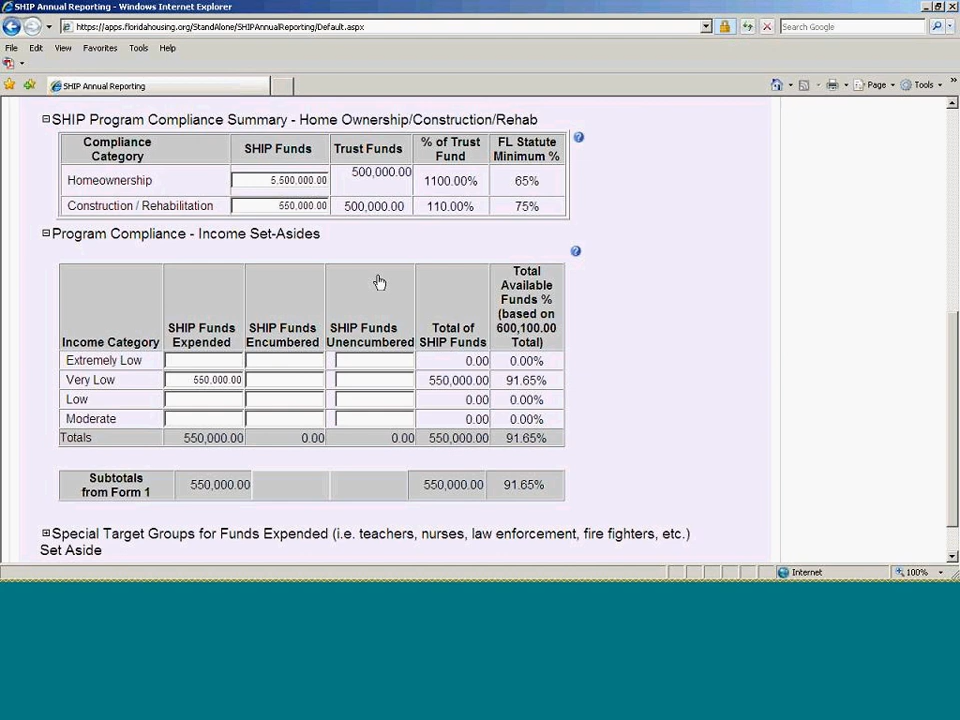 SHIP Annual Reporting - Windows Internet Explorer
https://apps.floridahousing.org/StandAlone/SHIPAnnualReporting/Default.aspx
Search Google
File Edit View Favorites Tools Help
SHIP Annual Reporting
Page Tools
SHIP Program Compliance Summary - Home Ownership/Construction/Rehab
Compliance Category SHIP Funds Trust Funds % of Trust Fund FL Statute Minimum %
Homeownership 5,500,000.00 500,000.00 1100.00% 65%
Construction / Rehabilitation 550,000.00 500,000.00 110.00% 75%
Program Compliance - Income Set-Asides
Income Category SHIP Funds Expended SHIP Funds Encumbered SHIP Funds Unencumbered Total of SHIP Funds Total Available Funds % (based on 600,100.00 Total)
Extremely Low 0.00 0.00%
Very Low 550,000.00 550,000.00 91.65%
Low 0.00 0.00%
Moderate 0.00 0.00%
Totals 550,000.00 0.00 0.00 550,000.00 91.65%
Subtotals from Form 1 550,000.00 550,000.00 91.65%
Special Target Groups for Funds Expended (i.e. teachers, nurses, law enforcement, fire fighters, etc.)
Set Aside
Internet 100%